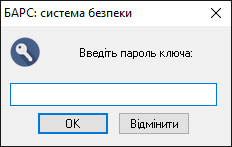 БАРС: система безпеки
Введіть пароль ключа:
OK
Відмінити